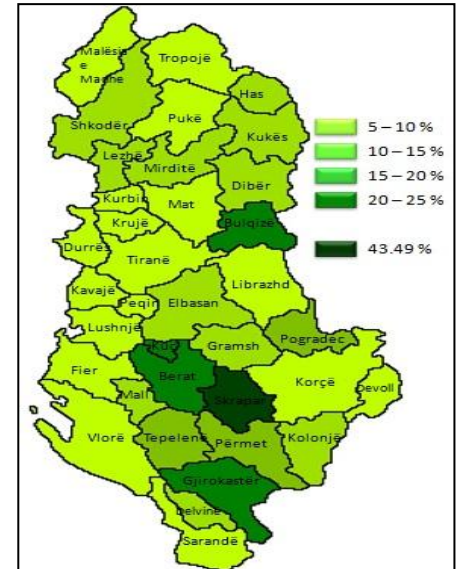 Malësia
e
Madhe
Tropojë
Has
Shkodër
Pukë
Kukës
Lezhë
Mirditë
Dibër
Kurbin
Mat
Krujë
Bulqizë
Durrës
Tiranë
Librazhd
Kavajë
Peqin
Elbasan
Lushnjë
Gramsh
Pogradec
Fier
Kuç
Berat
Korçë
Devoll
Mall
Skrapar
Vlorë
Tepelenë
Përmet
Kolonjë
Gjirokastër
Delvinë
Sarandë
5 – 10 %
10 – 15 %
15 – 20 %
20 – 25 %
43.49 %